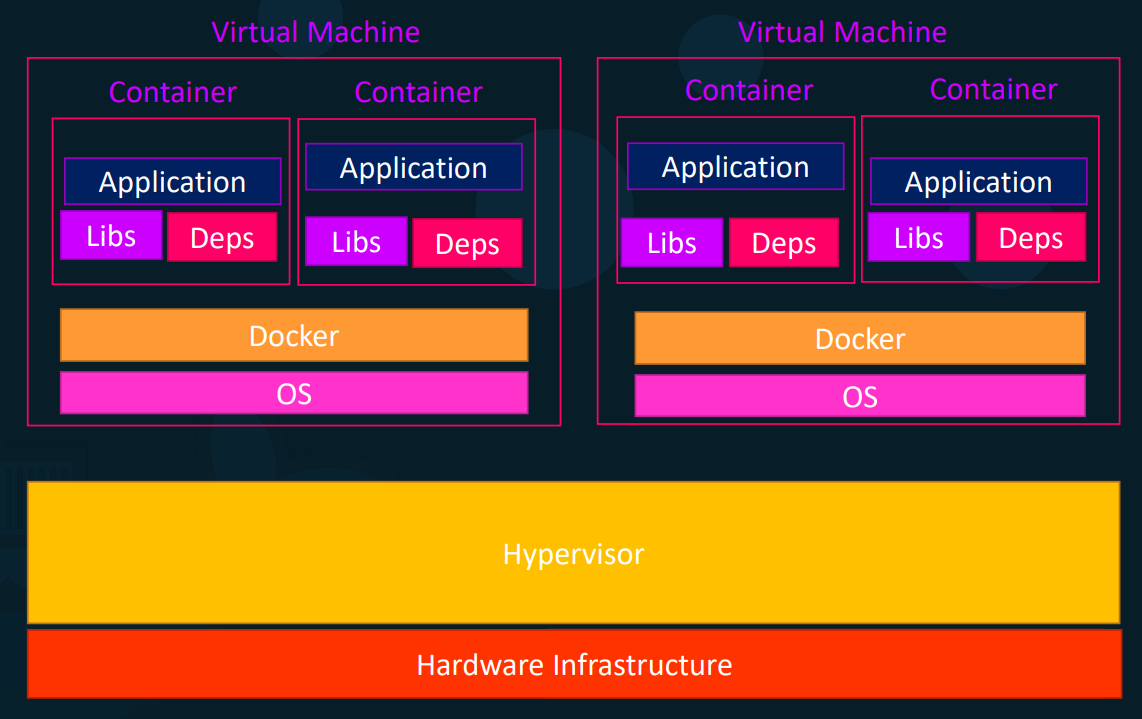 Virtual Machine
Virtual Machine
Container
Container
Container
Container
Application
Application
Application
Application
Libs
Deps
Libs
Deps
Libs
Deps
Libs
Deps
Docker
Docker
OS
OS
Hypervisor
Hardware Infrastructure